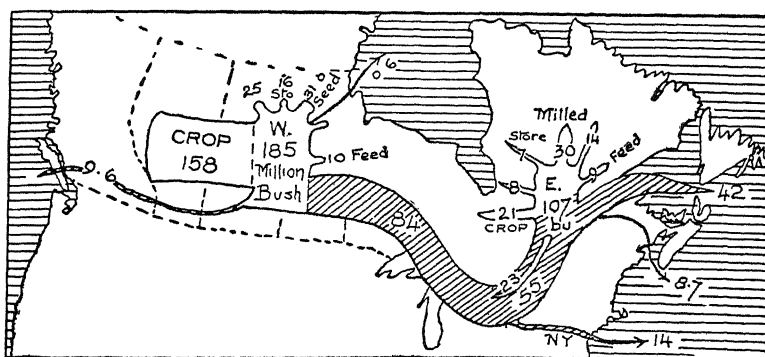 25
16
Sto
31
Seed
0 6
Milled
CROP
158
W.
185
Million
Bush
10 Feed
store
7
30
14
9 Feed
9.6
8
E.
107
bu
21
CROP
42
84
23
55
8.7
NY
14